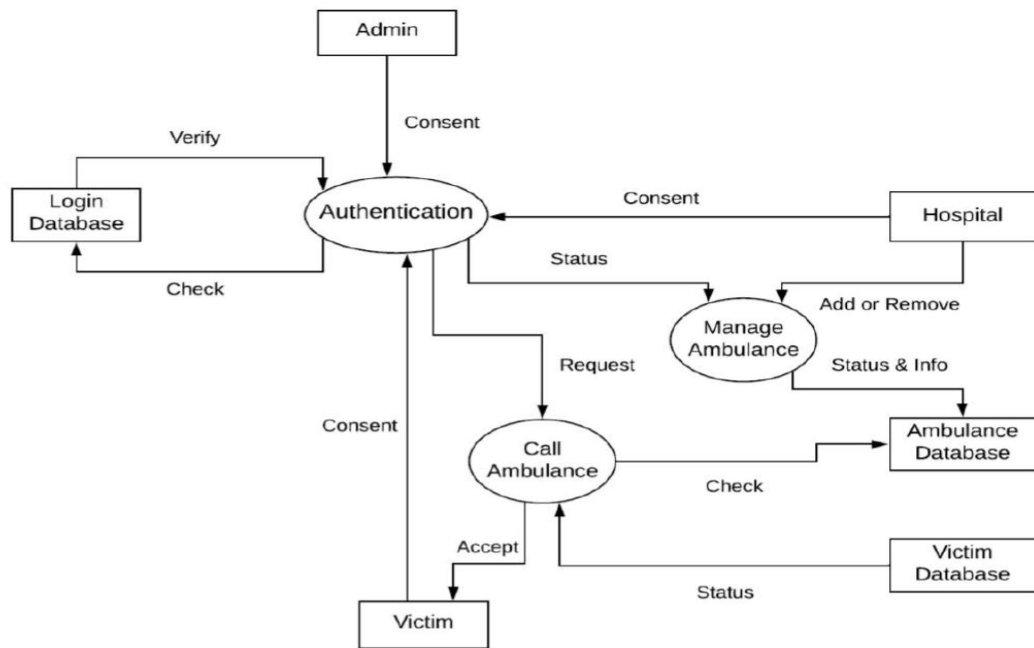 Admin
Consent
Verify
Login
Database
Authentication
Consent
Hospital
Check
Status
Add or Remove
Manage
Ambulance
Request
Status & Info
Consent
Call
Ambulance
Ambulance
Database
Check
Accept
Victim
Database
Status
Victim